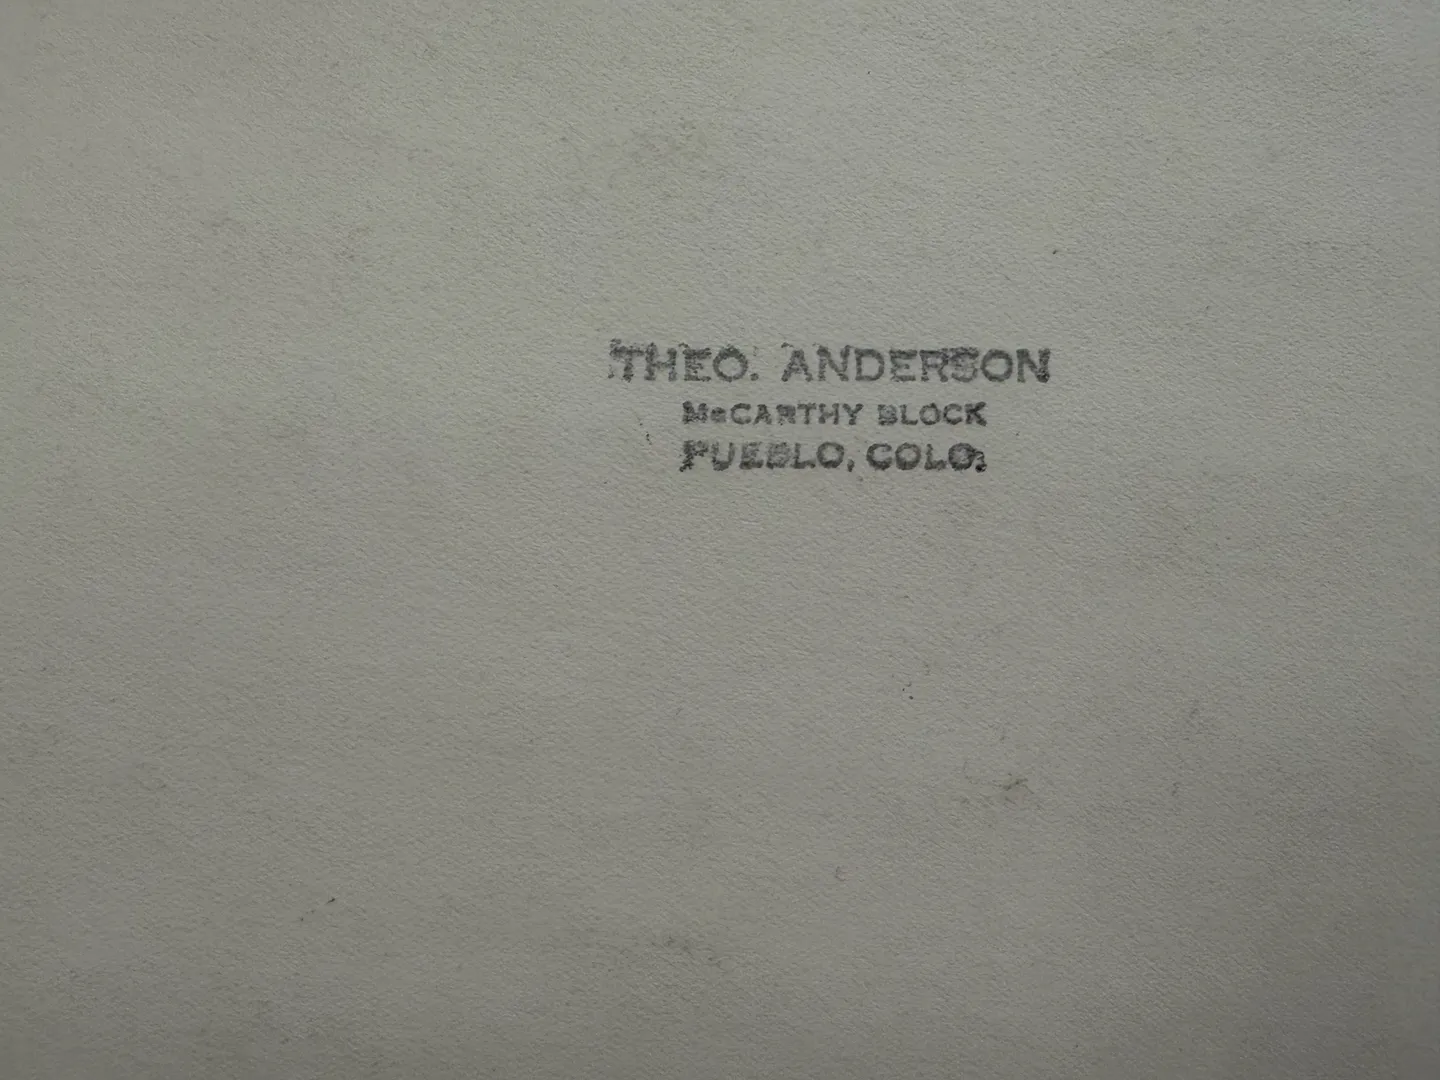 THEO. ANDERSON
McCARTHY BLOCK
PUEBLO, COLO.